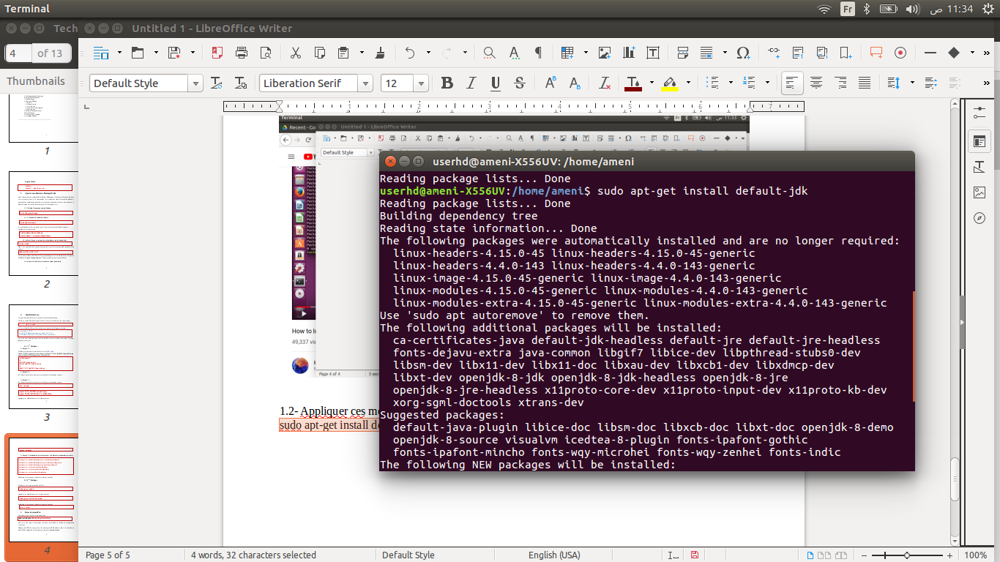 Terminal
Fr
11:34 ص
Tech
Untitled 1 - LibreOffice Writer
4 of 13
Thumbnails
Default Style
Liberation Serif
12
1
2
3
4
5
6
7
Terminal
Fr
11:33 ص
Recent - Go
Untitled 1 - LibreOffice Writer
Default Style
userhd@ameni-X556UV: /home/ameni
Reading package lists... Done
userhd@ameni-X556UV:/home/ameni$ sudo apt-get install default-jdk
Reading package lists... Done
Building dependency tree
Reading state information... Done
The following packages were automatically installed and are no longer required:
linux-headers-4.15.0-45 linux-headers-4.15.0-45-generic
linux-headers-4.4.0-143 linux-headers-4.4.0-143-generic
linux-image-4.15.0-45-generic linux-image-4.4.0-143-generic
linux-modules-4.15.0-45-generic linux-modules-4.4.0-143-generic
linux-modules-extra-4.15.0-45-generic linux-modules-extra-4.4.0-143-generic
Use 'sudo apt autoremove' to remove them.
The following additional packages will be installed:
ca-certificates-java default-jdk-headless default-jre default-jre-headless
fonts-dejavu-extra java-common libgif7 libice-dev libpthread-stubs0-dev
libsm-dev libx11-dev libx11-doc libxau-dev libxcb1-dev libxdmcp-dev
libxt-dev openjdk-8-jdk openjdk-8-jdk-headless openjdk-8-jre
openjdk-8-jre-headless x11proto-core-dev x11proto-input-dev x11proto-kb-dev
xorg-sgml-doctools xtrans-dev
Suggested packages:
default-java-plugin libice-doc libsm-doc libxcb-doc libxt-doc openjdk-8-demo
openjdk-8-source visualvm icedtea-8-plugin fonts-ipafont-gothic
fonts-ipafont-mincho fonts-wqy-microhei fonts-wqy-zenhei fonts-indic
The following NEW packages will be installed:
How to I
49,337 vie
Page 4 of 4
1.2- Appliquer ces m
sudo apt-get install de
1
2
3
4
Page 5 of 5
4 words, 32 characters selected
Default Style
English (USA)
100%